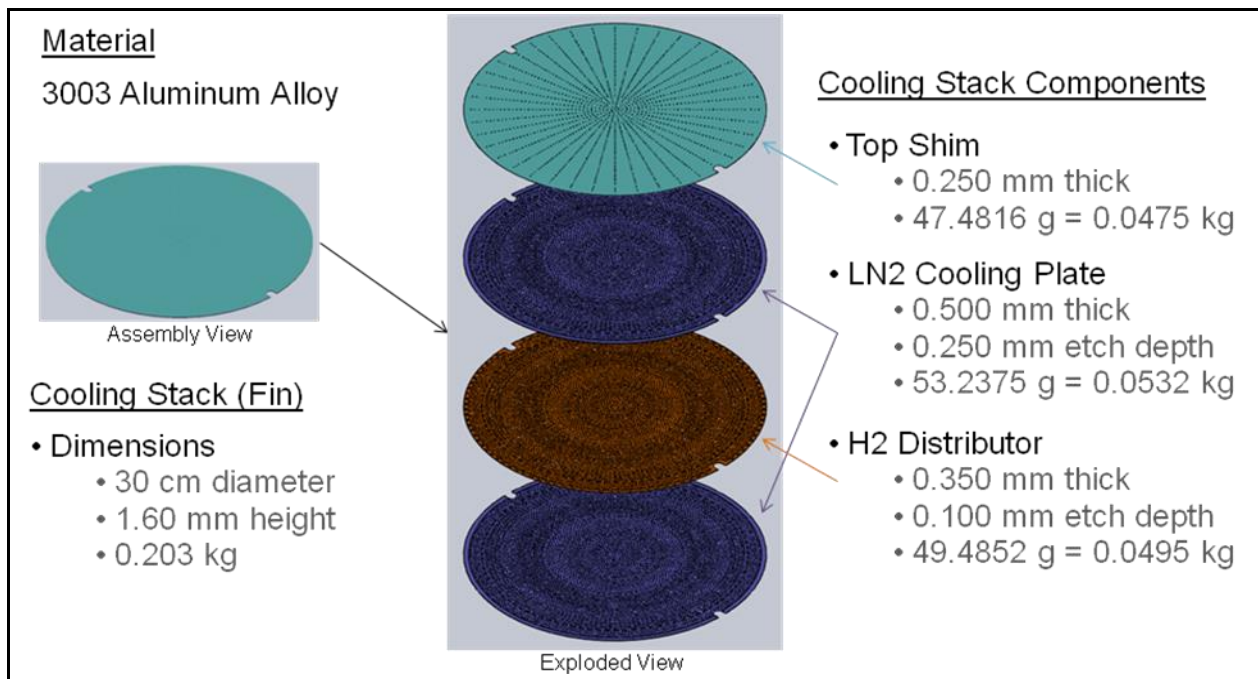 Material
3003 Aluminum Alloy
Assembly View
Cooling Stack (Fin)
• Dimensions
• 30 cm diameter
• 1.60 mm height
• 0.203 kg
Exploded View
Cooling Stack Components
• Top Shim
• 0.250 mm thick
• 47.4816 g = 0.0475 kg
• LN2 Cooling Plate
• 0.500 mm thick
• 0.250 mm etch depth
• 53.2375 g = 0.0532 kg
• H2 Distributor
• 0.350 mm thick
• 0.100 mm etch depth
• 49.4852 g = 0.0495 kg